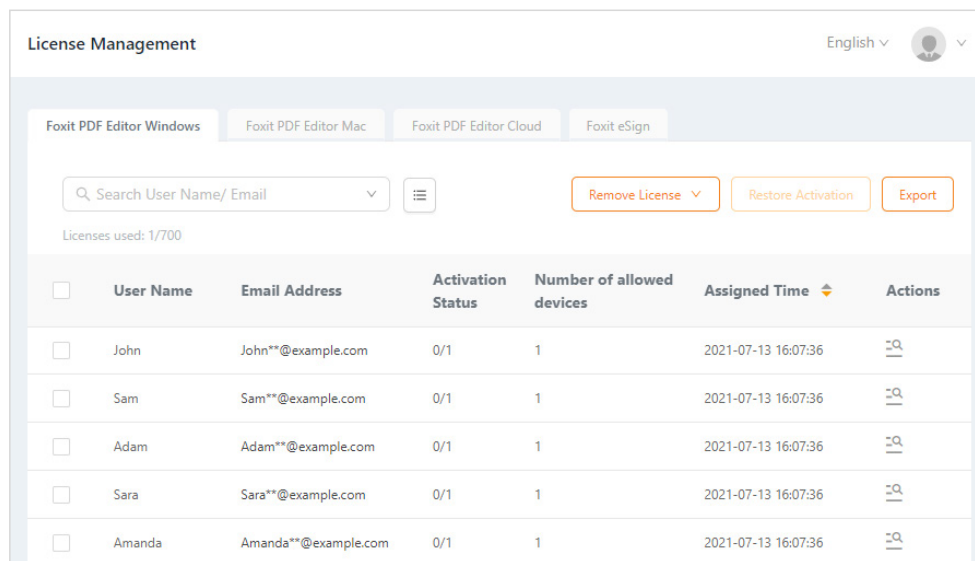 License Management
English
Foxit PDF Editor Windows
Foxit PDF Editor Mac
Foxit PDF Editor Cloud
Foxit eSign
Search User Name/ Email
Remove License
Restore Activation
Export
Licenses used: 1/700
User Name
Email Address
Activation
Status
Number of allowed
devices
Assigned Time
Actions
John John**@example.com 0/1 1 2021-07-13 16:07:36
Sam Sam**@example.com 0/1 1 2021-07-13 16:07:36
Adam Adam**@example.com 0/1 1 2021-07-13 16:07:36
Sara Sara**@example.com 0/1 1 2021-07-13 16:07:36
Amanda Amanda**@example.com 0/1 1 2021-07-13 16:07:36